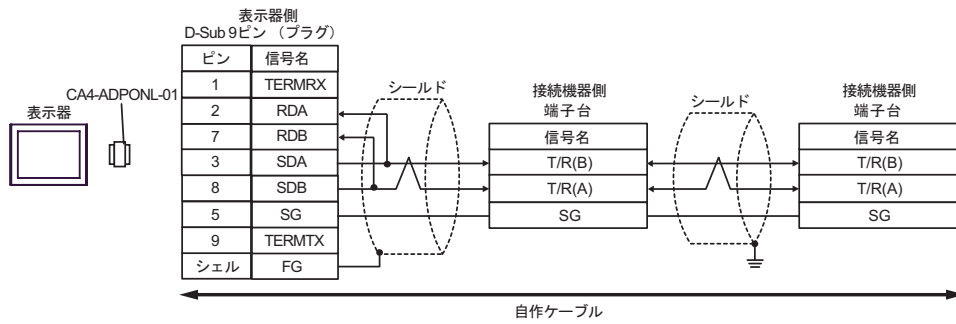 表示器側
D-Sub 9ピン （プラグ）
ピン 信号名
1 TERMRX
2 RDA
7 RDB
3 SDA
8 SDB
5 SG
9 TERMTX
シェル FG
CA4-ADPONL-01
表示器
シールド
接続機器側
端子台
信号名
T/R(B)
T/R(A)
SG
シールド
接続機器側
端子台
信号名
T/R(B)
T/R(A)
SG
自作ケーブル